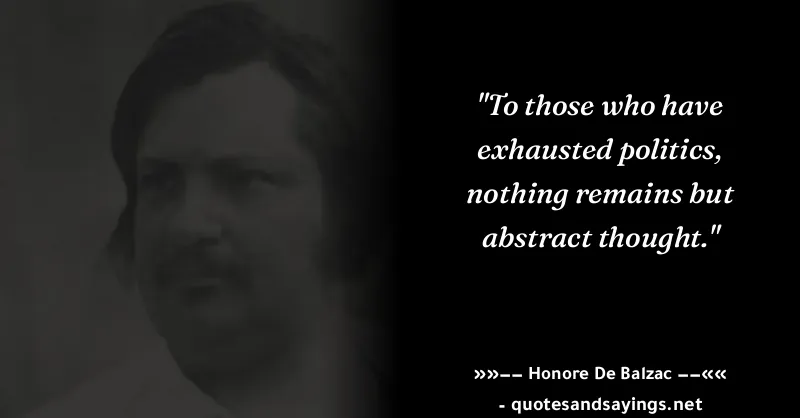 "To those who have
exhausted politics,
nothing remains but
abstract thought."
»»−− Honore De Balzac −−««
- quotesandsayings.net